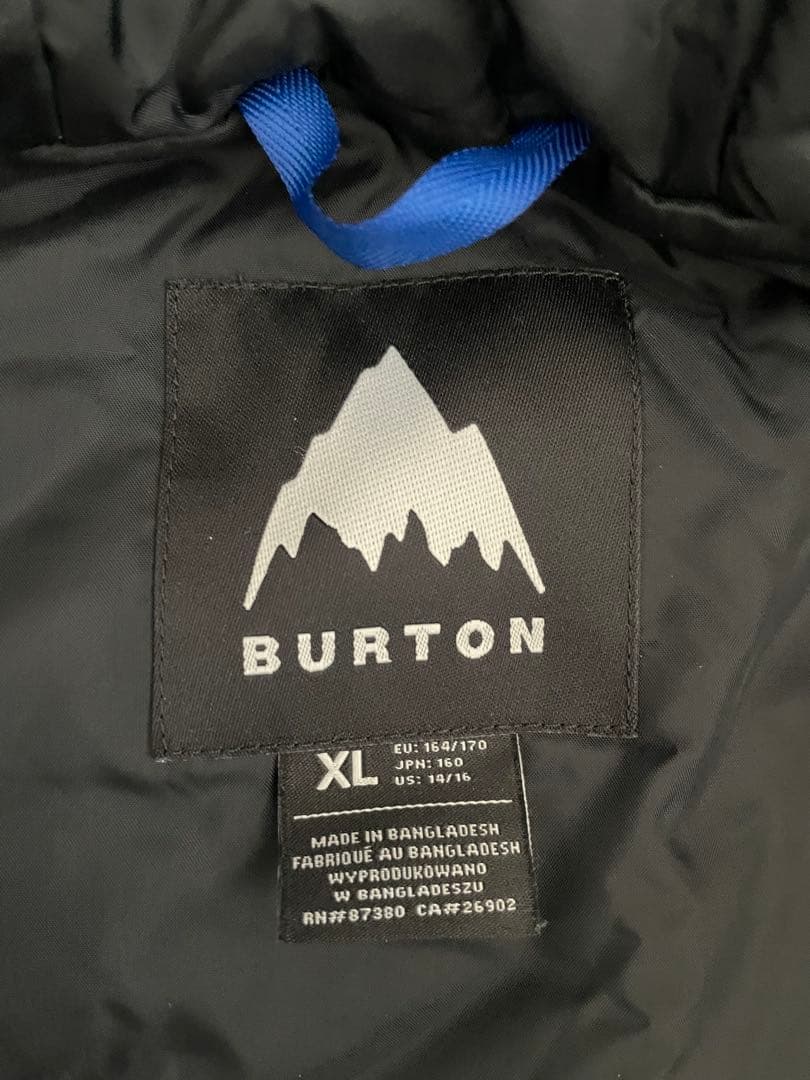 BURTON
XL
EU: 164/170
JPN: 160
US: 14/16
MADE IN BANGLADESH
FABRIQUÉ AU BANGLADESH
WYPRODUKOWANO
W BANGLADESZU
RN#87380 CA#26902